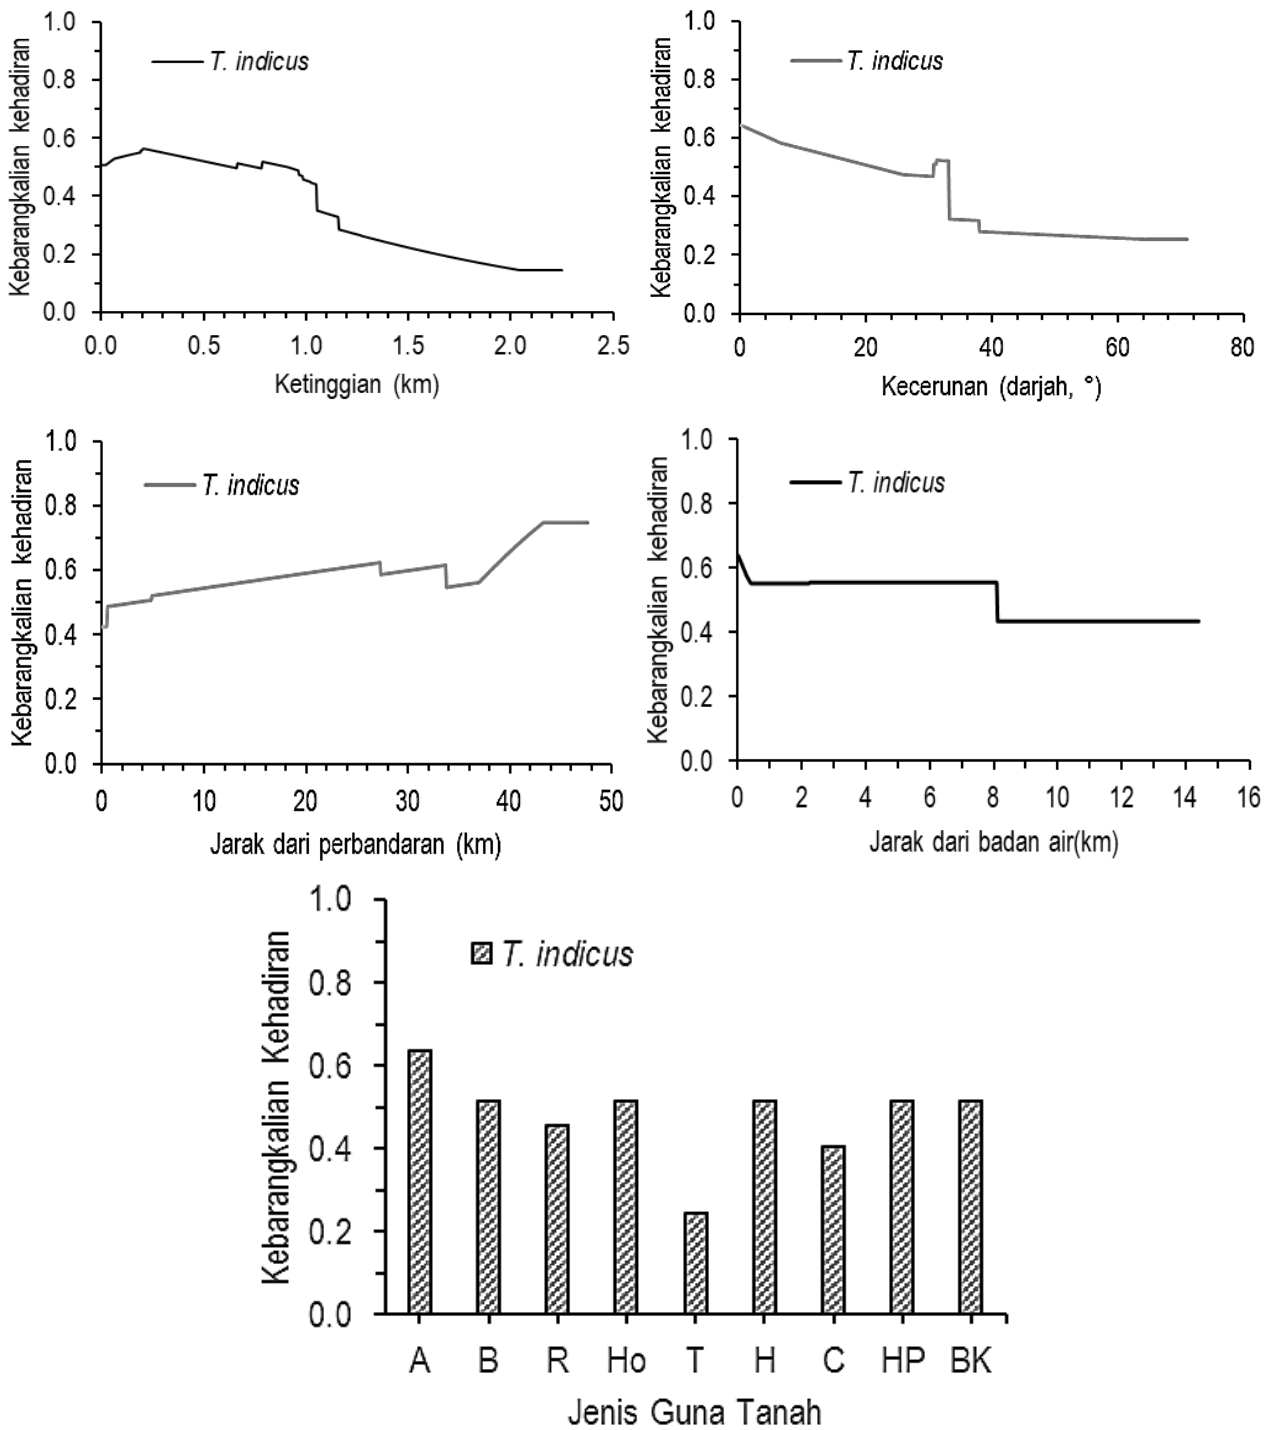 Kebarangkalian kehadiran
1.0
0.8
0.6
0.4
0.2
0.0
T. indicus
0.0 0.5 1.0 1.5 2.0 2.5
Ketinggian (km)
Kebarangkalian kehadiran
1.0
0.8
0.6
0.4
0.2
0.0
T. indicus
0 20 40 60 80
Kecerunan (darjah, °)
Kebarangkalian kehadiran
1.0
0.8
0.6
0.4
0.2
0.0
T. indicus
0 10 20 30 40 50
Jarak dari perbandaran (km)
Kebarangkalian kehadiran
1.0
0.8
0.6
0.4
0.2
0.0
T. indicus
0 2 4 6 8 10 12 14 16
Jarak dari badan air(km)
Kebarangkalian Kehadiran
1.0
0.8
0.6
0.4
0.2
0.0
T. indicus
A B R Ho T H C HP BK
Jenis Guna Tanah